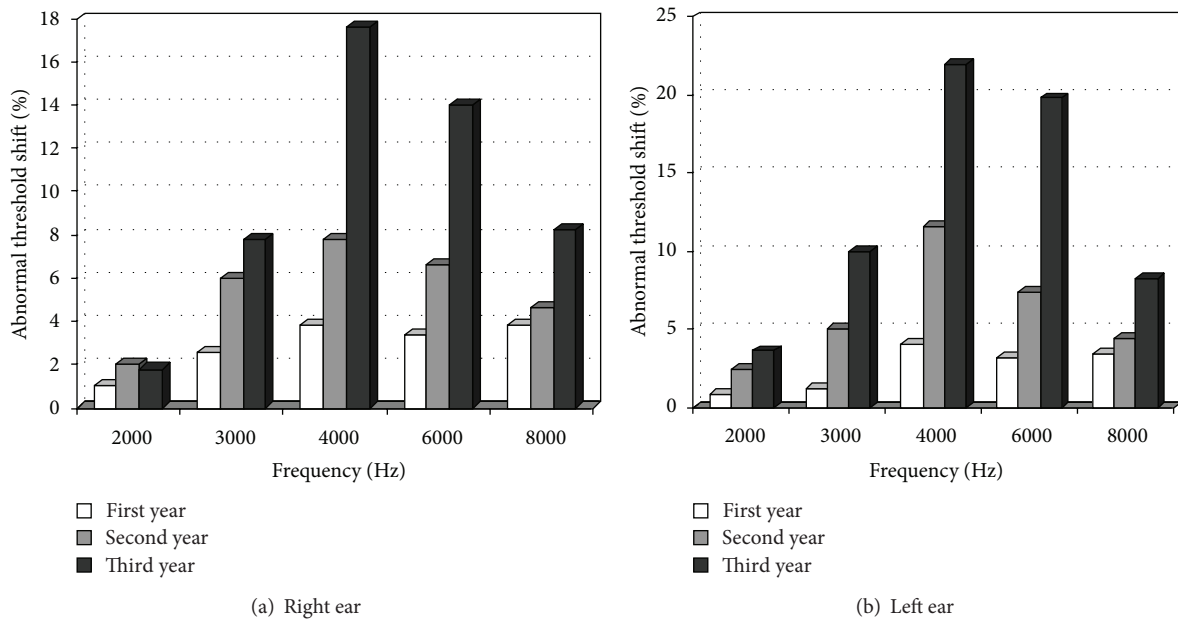 18
16
14
12
10
8
6
4
2
0
Abnormal threshold shift (%)
2000 3000 4000 6000 8000
Frequency (Hz)
First year
Second year
Third year
(a) Right ear
25
20
15
10
5
0
Abnormal threshold shift (%)
2000 3000 4000 6000 8000
Frequency (Hz)
First year
Second year
Third year
(b) Left ear